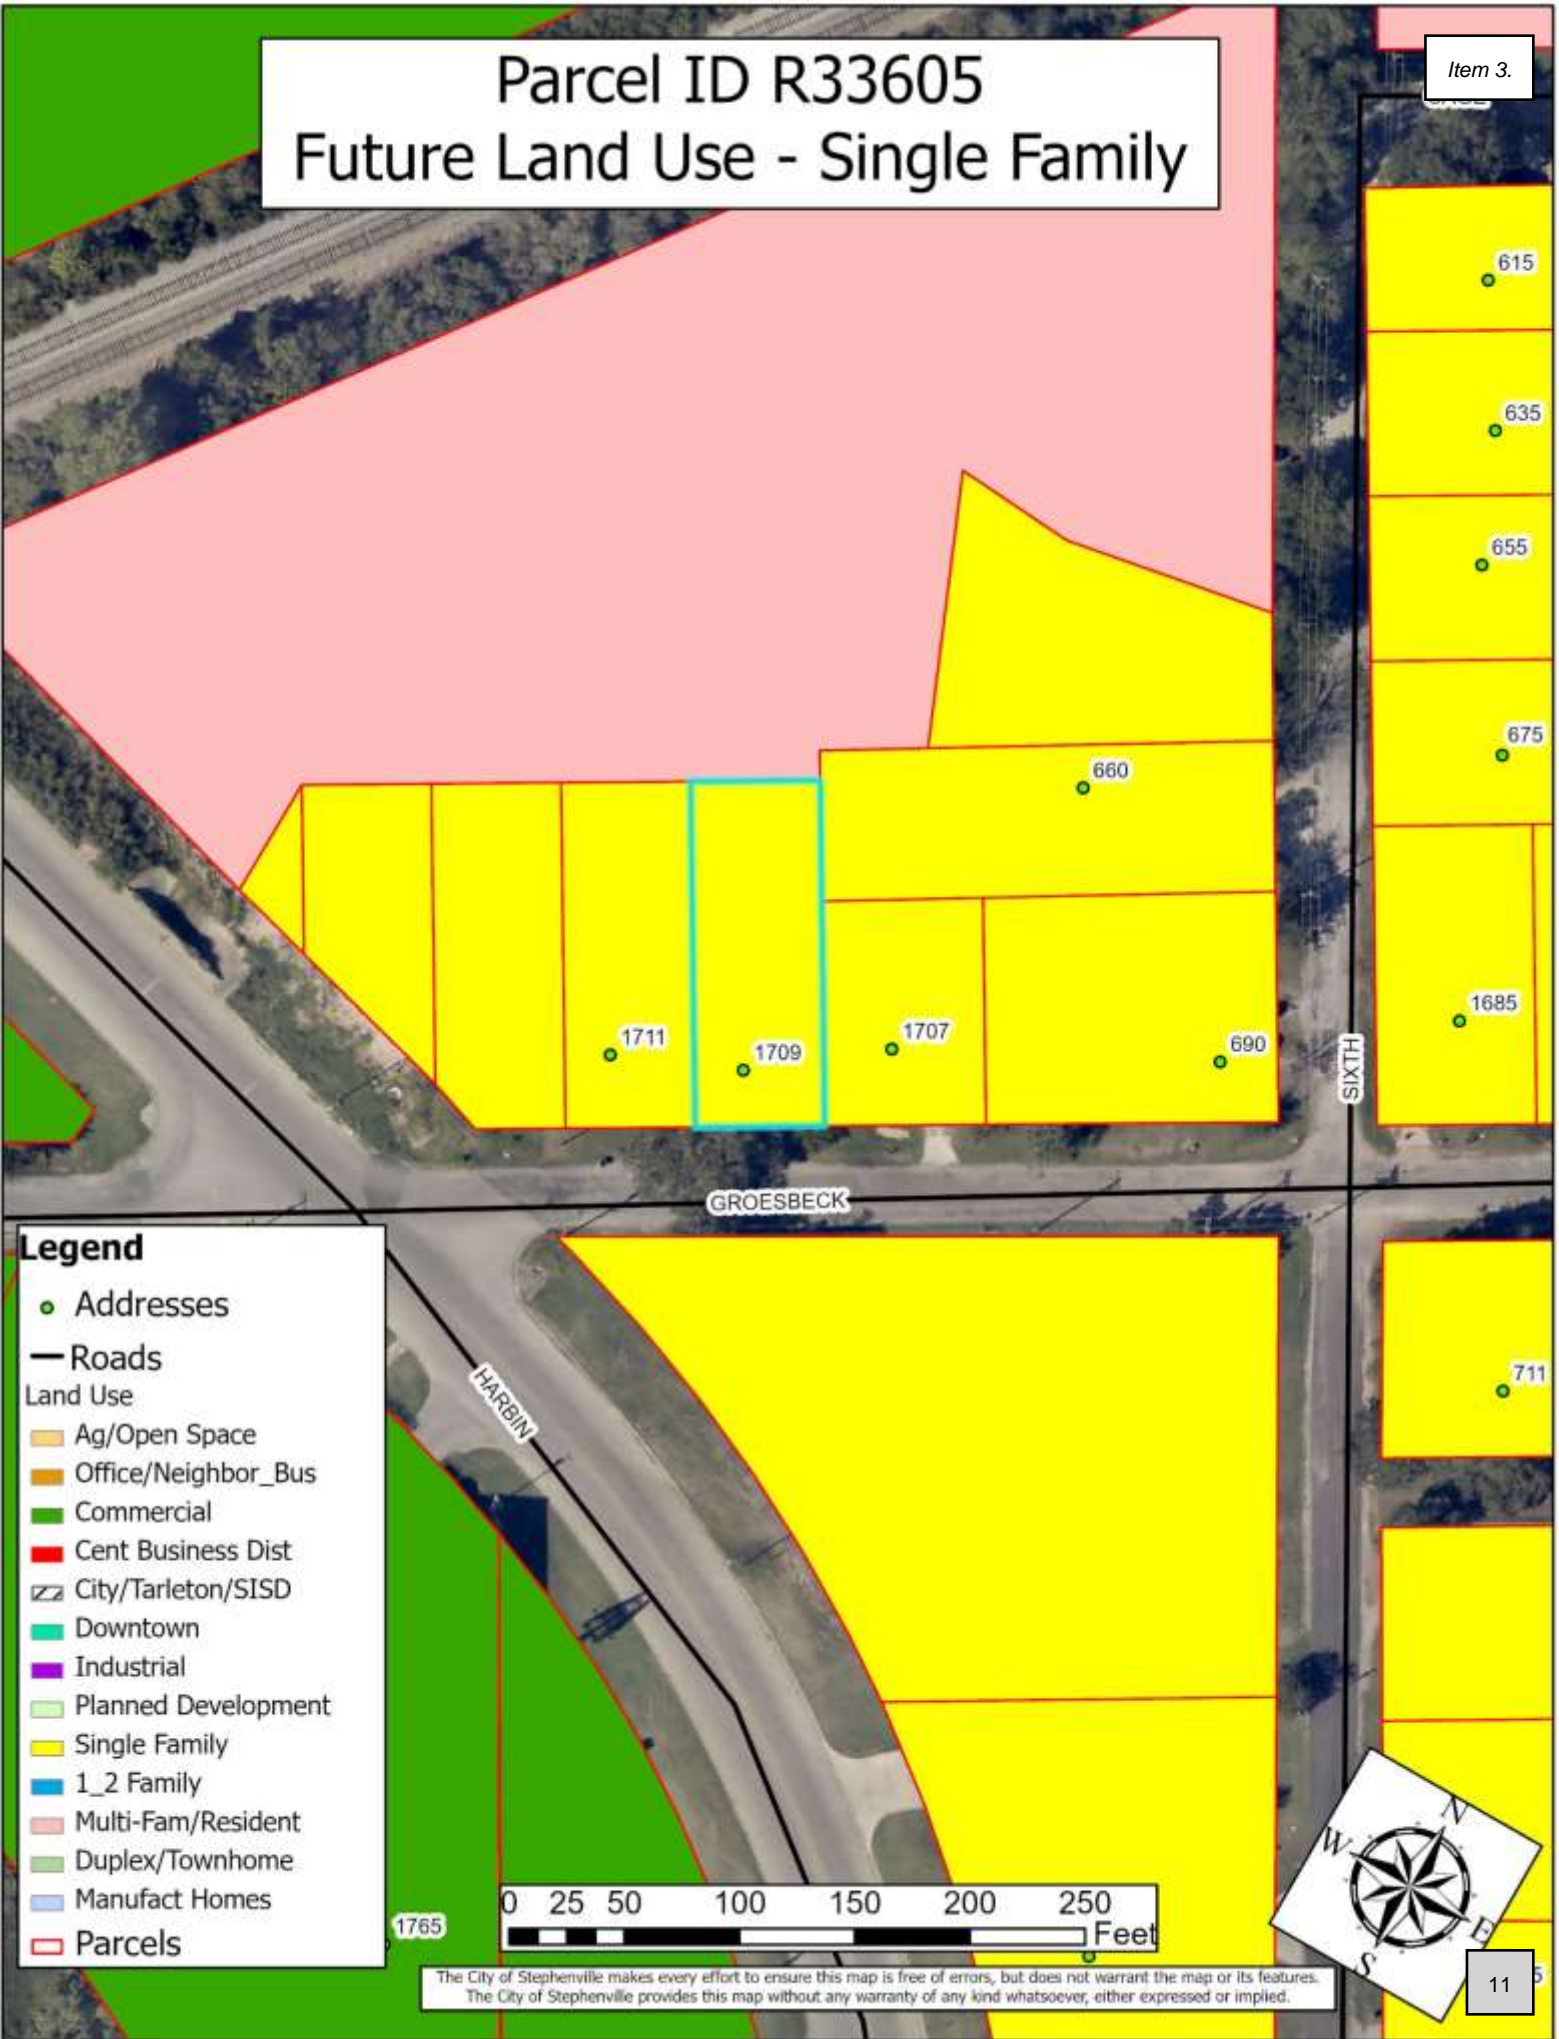 Parcel ID R33605
Future Land Use - Single Family
Item 3.
615
635
655
675
660
1685
1711
1709
1707
690
SIXTH
GROESBECK
HARBIN
711
Legend
Addresses
Roads
Land Use
Ag/Open Space
Office/Neighbor_Bus
Commercial
Cent Business Dist
City/Tarleton/SISD
Downtown
Industrial
Planned Development
Single Family
1_2 Family
Multi-Fam/Resident
Duplex/Townhome
Manufact Homes
Parcels
1765
0 25 50 100 150 200 250
Feet
N
W
E
S
The City of Stephenville makes every effort to ensure this map is free of errors, but does not warrant the map or its features.
The City of Stephenville provides this map without any warranty of any kind whatsoever, either expressed or implied.
11